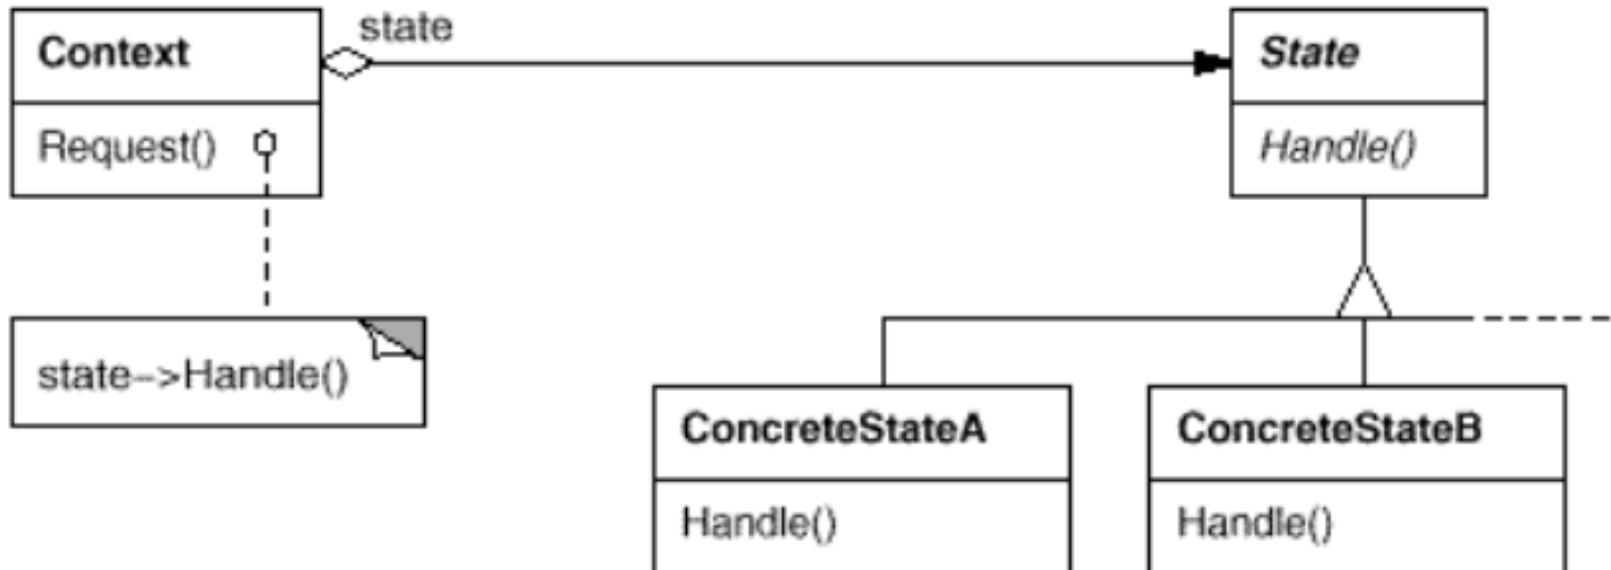 state
Context
State
Request()
Handle()
state–>Handle()
ConcreteStateA
ConcreteStateB
Handle()
Handle()